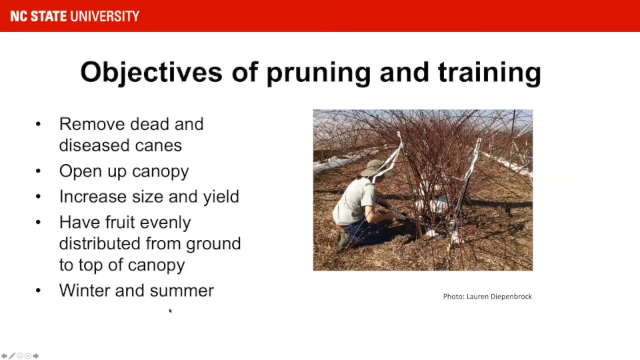 NC STATE UNIVERSITY
Objectives of pruning and training
• Remove dead and
diseased canes
• Open up canopy
• Increase size and yield
• Have fruit evenly
distributed from ground
to top of canopy
• Winter and summer
Photo: Lauren Diepenbrock